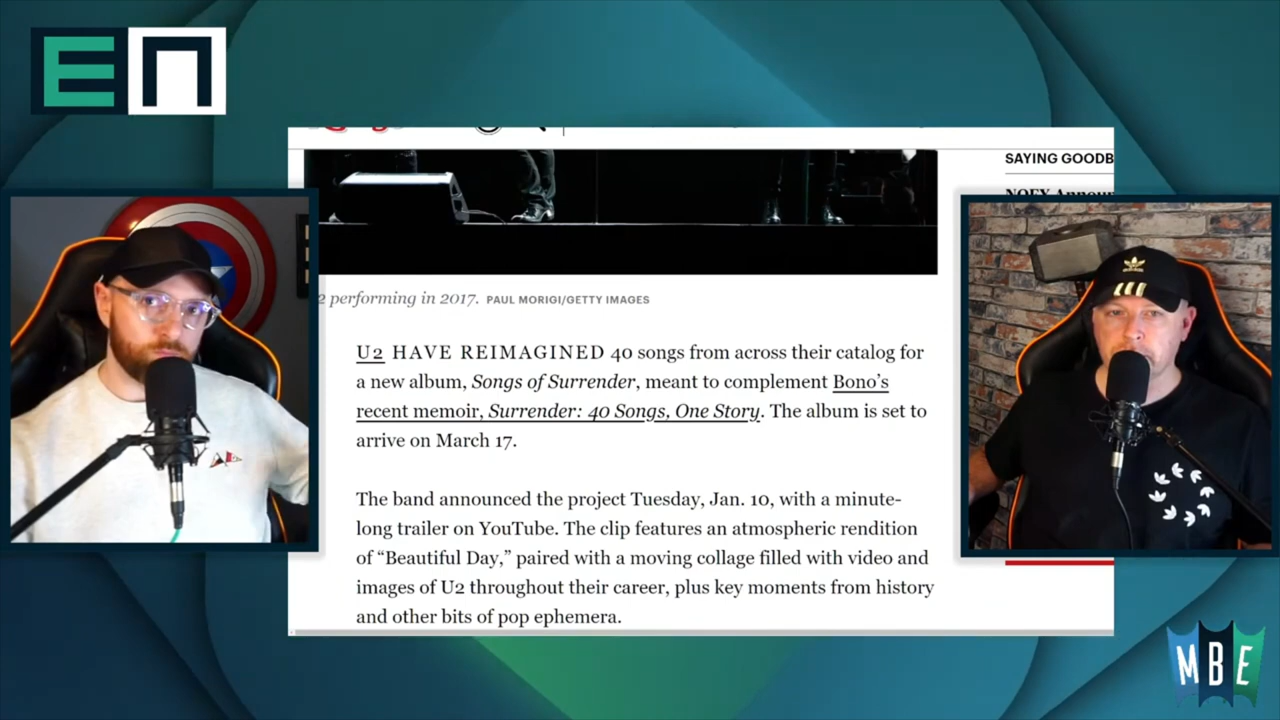 EN
SAYING GOODB
NOFX Announ
2 performing in 2017. PAUL MORIGI/GETTY IMAGES
U2 HAVE REIMAGINED 40 songs from across their catalog for
a new album, Songs of Surrender, meant to complement Bono’s
recent memoir, Surrender: 40 Songs, One Story. The album is set to
arrive on March 17.
The band announced the project Tuesday, Jan. 10, with a minute-
long trailer on YouTube. The clip features an atmospheric rendition
of “Beautiful Day,” paired with a moving collage filled with video and
images of U2 throughout their career, plus key moments from history
and other bits of pop ephemera.
MBE